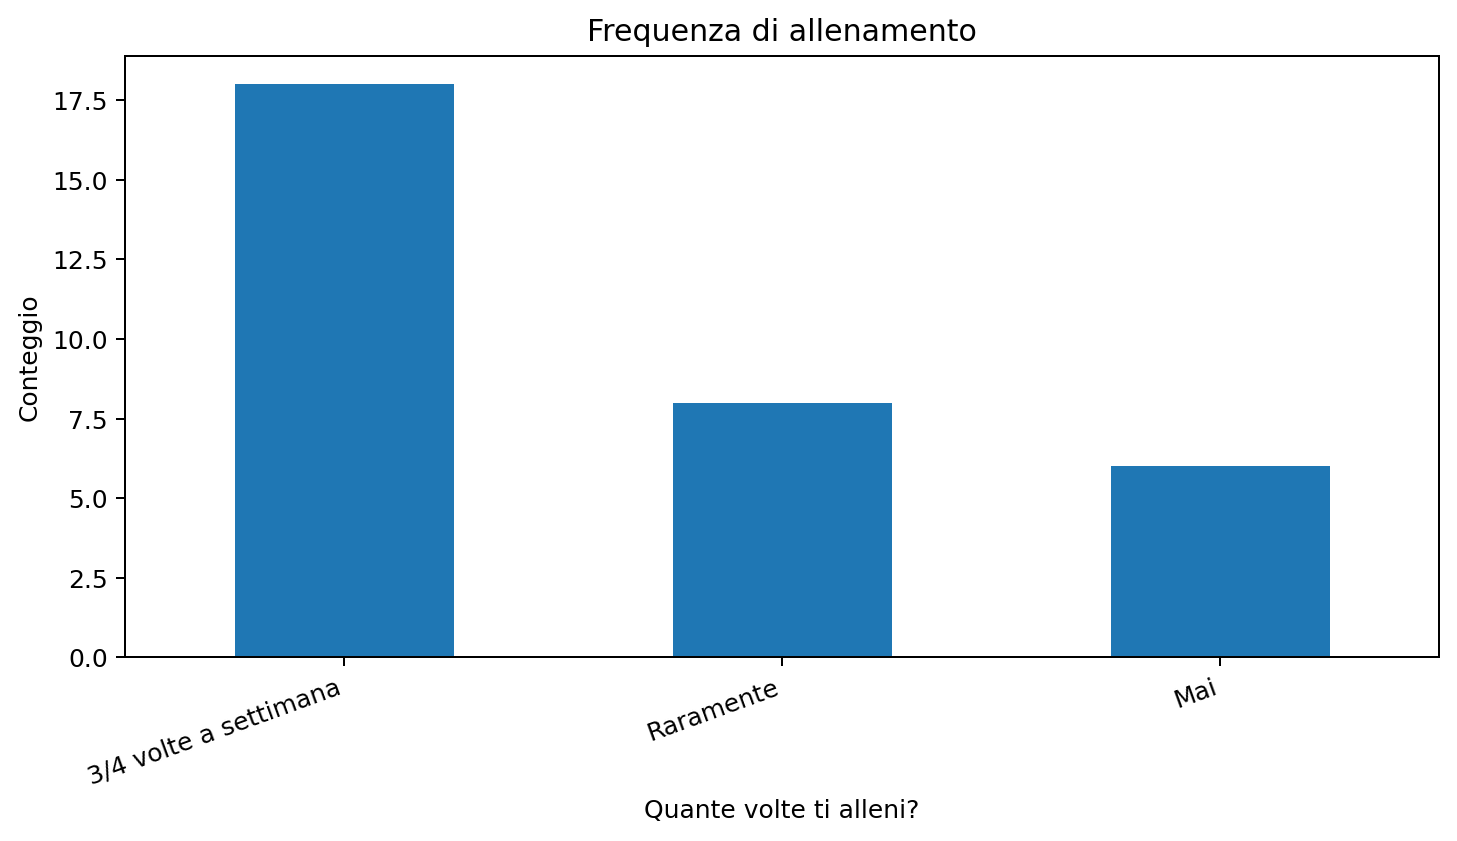 Frequenza di allenamento
17.5
15.0
12.5
10.0
7.5
5.0
2.5
0.0
Conteggio
3/4 volte a settimana
Raramente
Mai
Quante volte ti alleni?